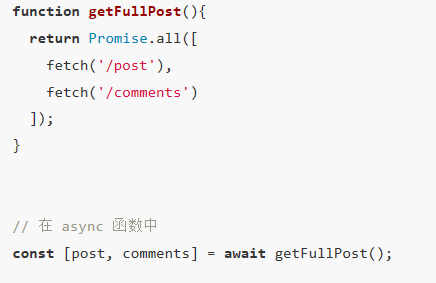 function getFullPost(){
  return Promise.all([
    fetch('/post'),
    fetch('/comments')
  ]);
}
// 在 async 函数中
const [post, comments] = await getFullPost();